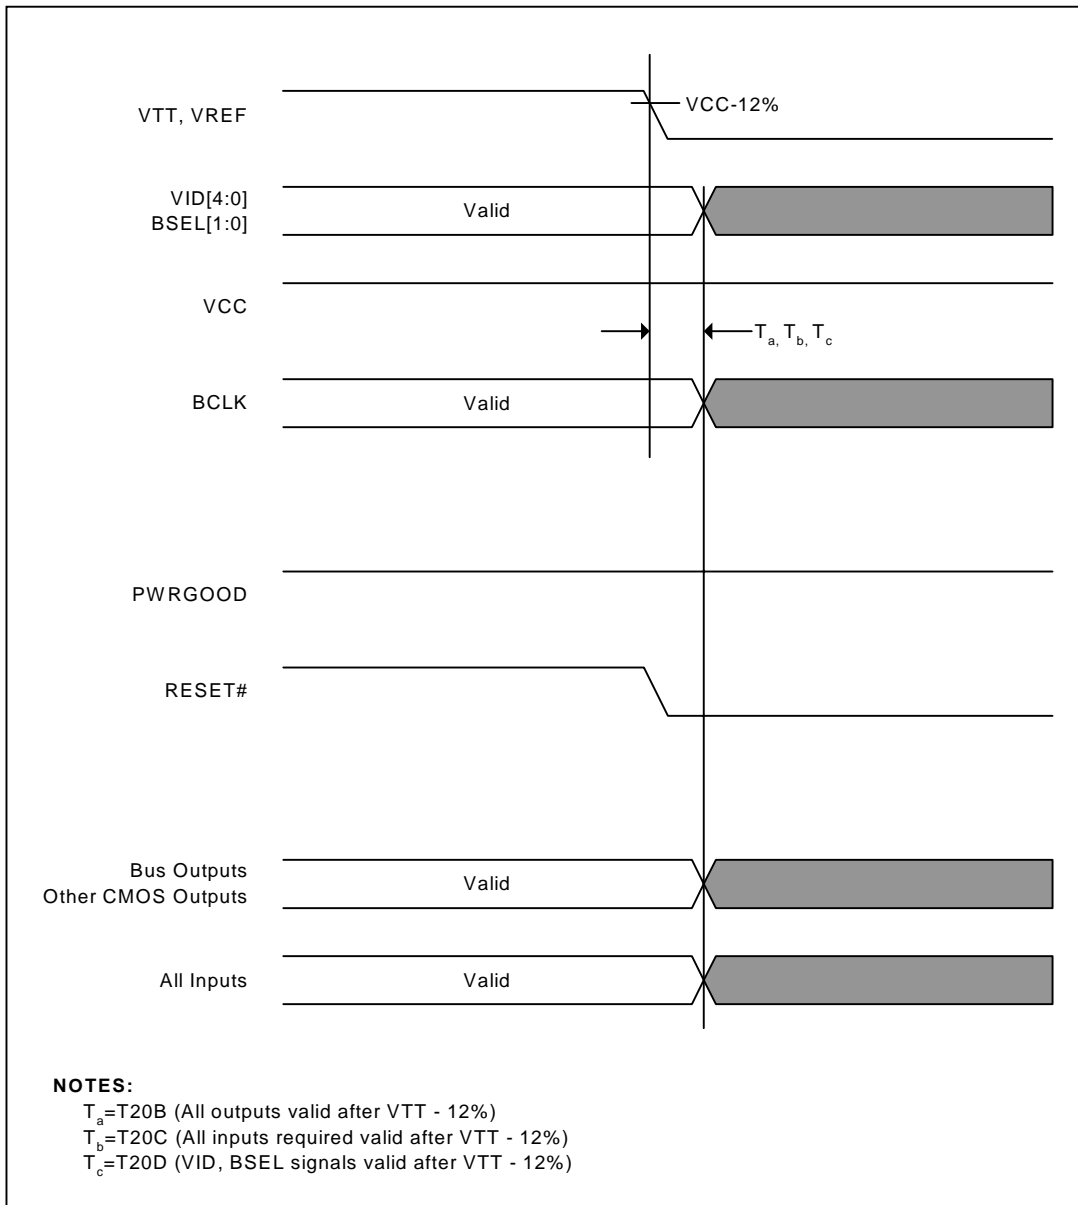 VTT, VREF
VCC-12%
VID[4:0]
BSEL[1:0]
Valid
VCC
Ta, Tb, Tc
BCLK
Valid
PWRGOOD
RESET#
Bus Outputs
Other CMOS Outputs
Valid
All Inputs
Valid
NOTES:
Ta=T20B (All outputs valid after VTT - 12%)
Tb=T20C (All inputs required valid after VTT - 12%)
Tc=T20D (VID, BSEL signals valid after VTT - 12%)